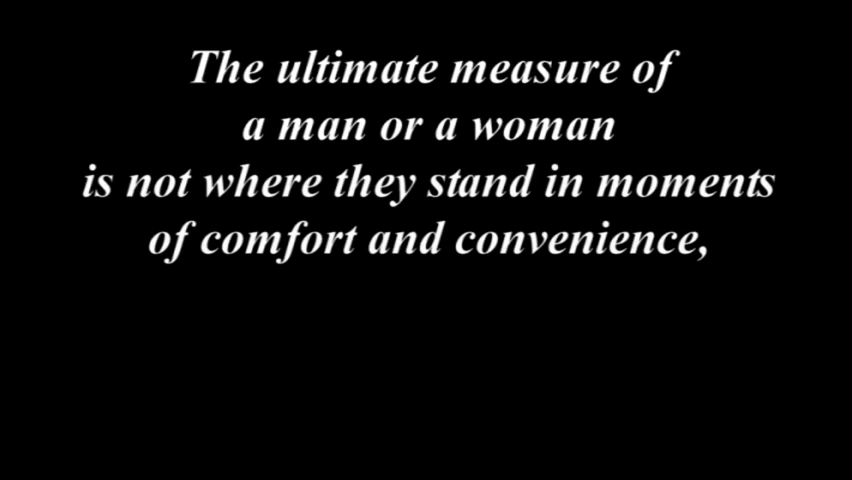 The ultimate measure of
a man or a woman
is not where they stand in moments
of comfort and convenience,